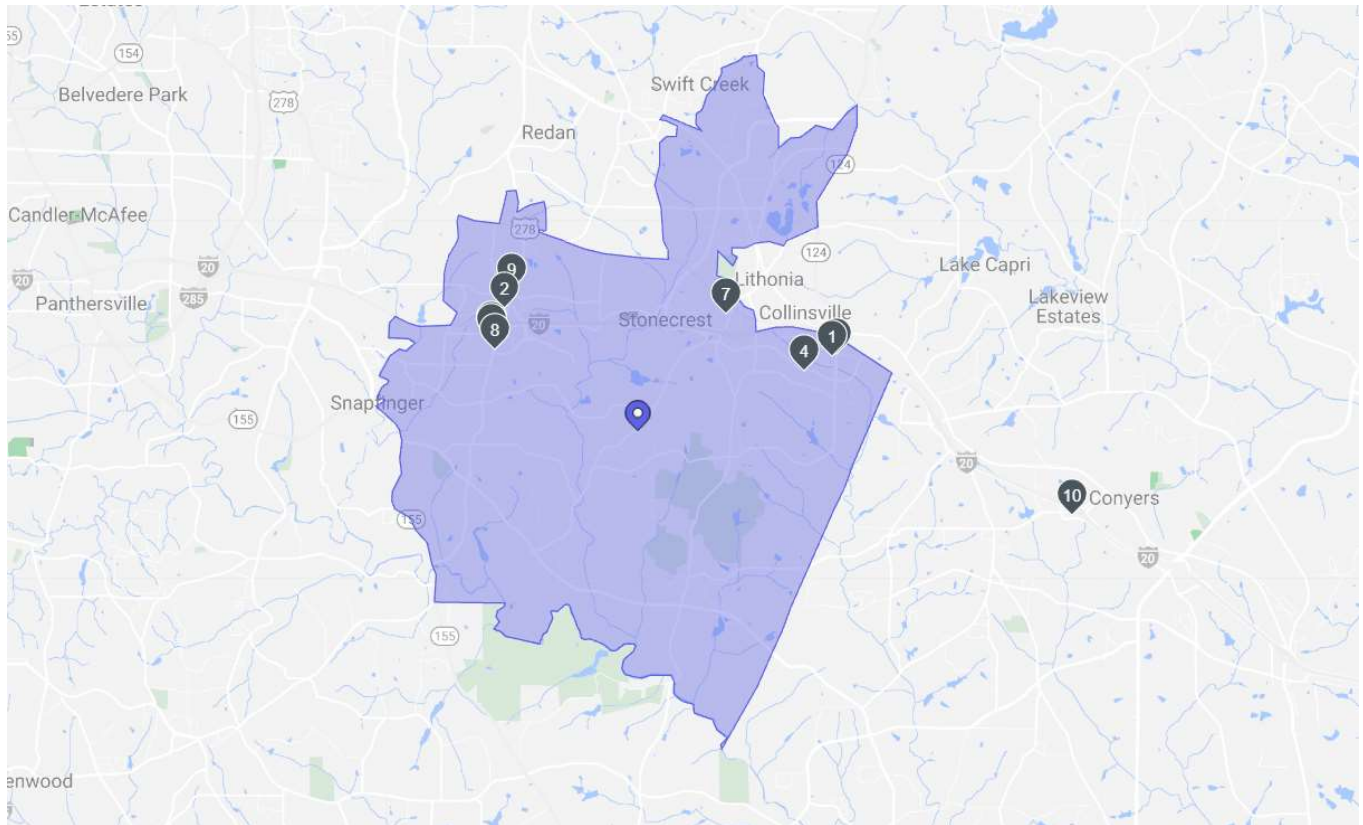 55
154
Swift Creek
Belvedere Park
278
Redan
124
Candler-McAfee
278
124
20
9
Lake Capri
20
285
Lithonia
2
7
Lakeview
Estates
Panthersville
Stonecrest
Collinsville
20
8
1
4
Snapfinger
155
20
10
Conyers
155
20
155
enwood